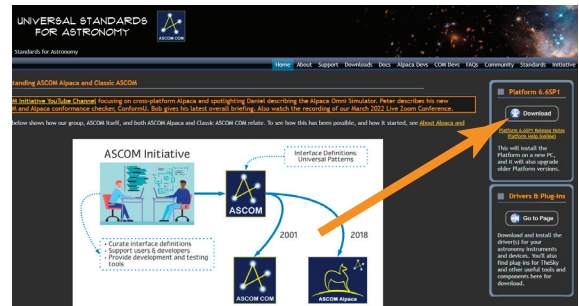 UNIVERSAL STANDARDS
FOR ASTRONOMY
ASCOM COM
Standards for Astronomy
Home About Support Downloads Docs Alpaca Devs COM Devs FAQs Community Standards Initiative
anding ASCOM Alpaca and Classic ASCOM
M Initiative YouTube Channel focusing on cross-platform Alpaca and spotlighting Daniel describing the Alpaca Omni Simulator. Peter describes his new
M and Alpaca conformance checker, ConformU. Bob gives his latest overall briefing. Also watch the recording of our March 2022 Live Zoom Conference.
below shows how our group, ASCOM itself, and both ASCOM Alpaca and Classic ASCOM COM relate. To see how this has been possible, and how it started, see About Alpaca and
ASCOM Initiative
Interface Definitions:
Universal Patterns
ASCOM
2001
2018
• Curate interface definitions
• Support users & developers
• Provide development and testing
tools
ASCOM COM
ASCOM Alpaca
Platform 6.6SP1
Download
Platform 6.6SP1 Release Notes
Platform Help (online)
This will install the
Platform on a new PC,
and it will also upgrade
older Platform versions.
Drivers & Plug-ins
Go to Page
Download and install the
driver(s) for your
astronomy instruments
and devices. You'll also
find plug-ins for TheSky
and other useful tools and
components here for
download.